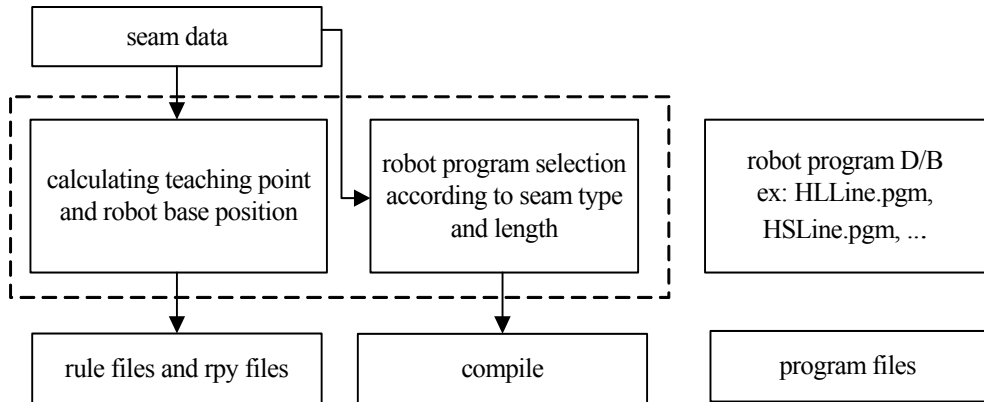 seam data
calculating teaching point
and robot base position
robot program selection
according to seam type
and length
robot program D/B
ex: HLLine.pgm,
HSLine.pgm, ...
rule files and rpy files
compile
program files